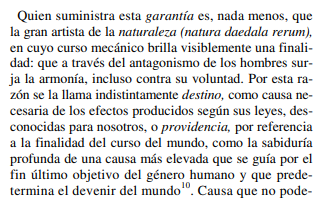 Quien suministra esta garantía es, nada menos, que
la gran artista de la naturaleza (natura daedala rerum),
en cuyo curso mecánico brilla visiblemente una finali-
dad: que a través del antagonismo de los hombres sur-
ja la armonía, incluso contra su voluntad. Por esta ra-
zón se la llama indistintamente destino, como causa ne-
cesaria de los efectos producidos según sus leyes, des-
conocidas para nosotros, o providencia, por referencia
a la finalidad del curso del mundo, como la sabiduría
profunda de una causa más elevada que se guía por el
fin último objetivo del género humano y que prede-
termina el devenir del mundo¹⁰. Causa que no pode-